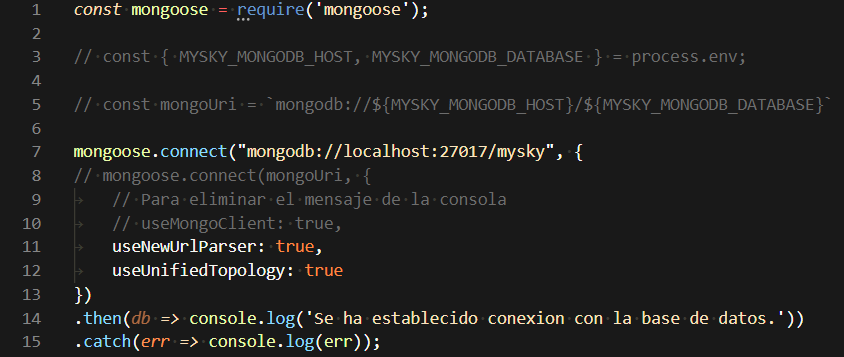 1 const mongoose = require('mongoose');
2
3 // const { MYSKY_MONGODB_HOST, MYSKY_MONGODB_DATABASE } = process.env;
4
5 // const mongoUri = `mongodb://${MYSKY_MONGODB_HOST}/${MYSKY_MONGODB_DATABASE}`
6
7 mongoose.connect("mongodb://localhost:27017/mysky", {
8 // mongoose.connect(mongoUri, {
9 // Para eliminar el mensaje de la consola
10 // useMongoClient: true,
11 useNewUrlParser: true,
12 useUnifiedTopology: true
13 })
14 .then(db => console.log('Se ha establecido conexion con la base de datos.'))
15 .catch(err => console.log(err));